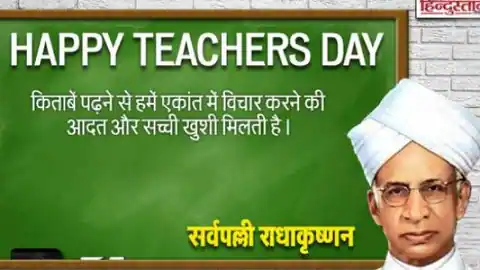 हिन्दुस्तान
HAPPY TEACHERS DAY
किताबें पढ़ने से हमें एकांत में विचार करने की
आदत और सच्ची खुशी मिलती है।
सर्वपल्ली राधाकृष्णन